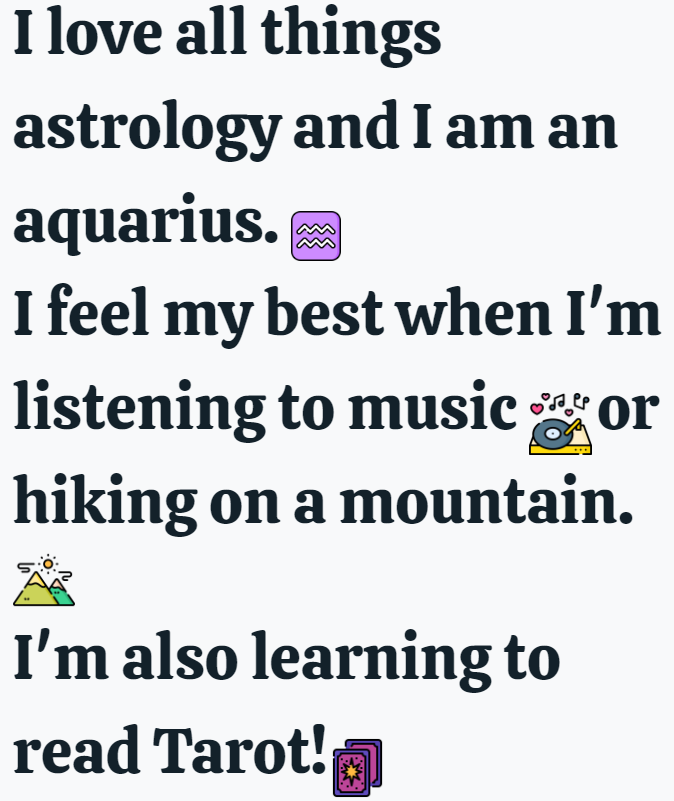 I love all things
astrology and I am an
aquarius.
I feel my best when I'm
listening to music or
hiking on a mountain.
I'm also learning to
read Tarot!